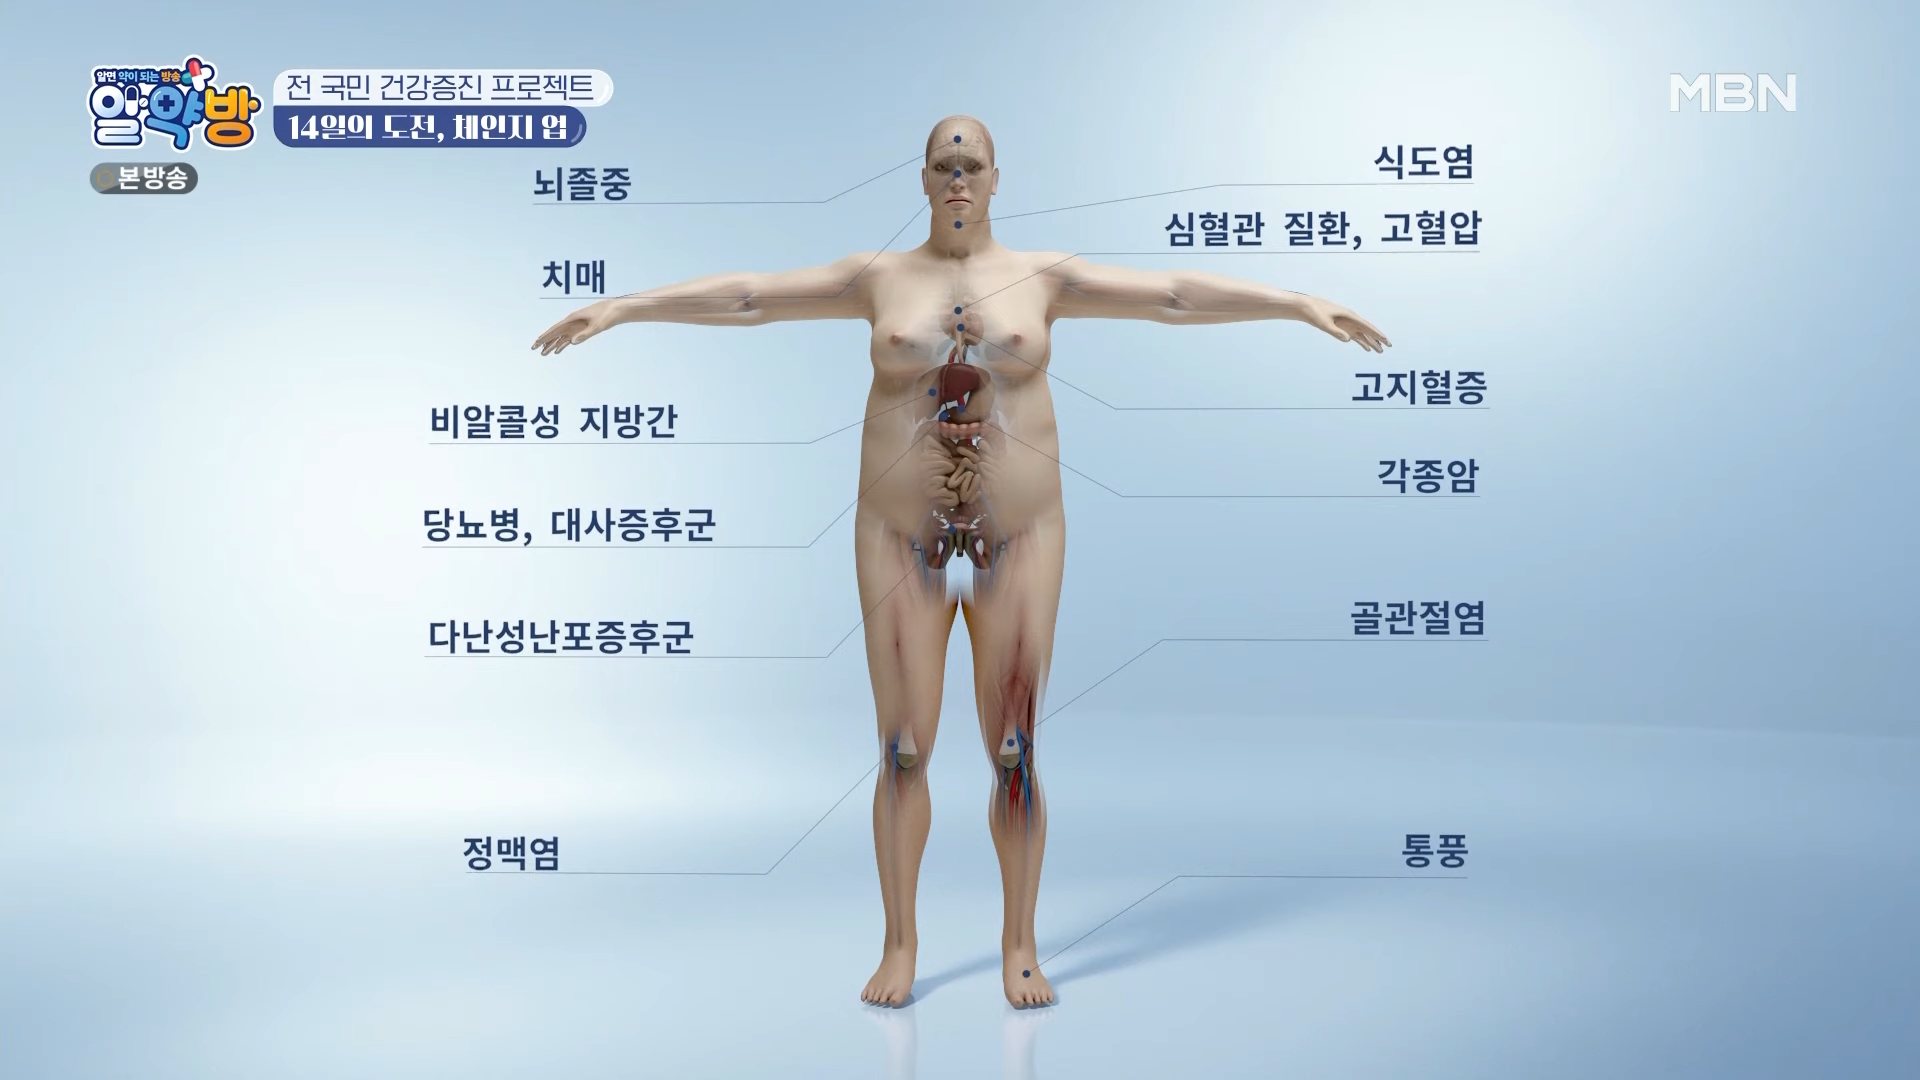 알면 약이 되는 방송
알약방
전 국민 건강증진 프로젝트
14일의 도전, 체인지 업
본방송
MBN
뇌졸중
식도염
심혈관 질환, 고혈압
치매
고지혈증
비알콜성 지방간
각종암
당뇨병, 대사증후군
다난성난포증후군
골관절염
정맥염
통풍